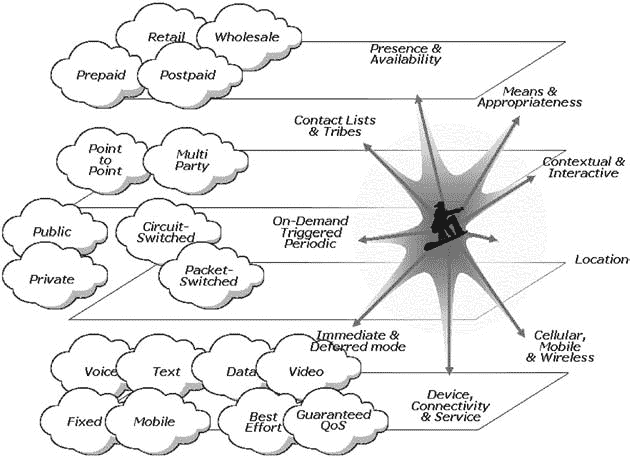 Retail
Wholesale
Prepaid
Postpaid
Presence &
Availability
Means &
Appropriateness
Contact Lists
& Tribes
Point
to
Point
Multi
Party
Contextual &
Interactive
Public
Circuit-
Switched
On-Demand
Triggered
Periodic
Private
Packet-
Switched
Location
Immediate &
Deferred mode
Cellular,
Mobile
& Wireless
Voice
Text
Data
Video
Fixed
Mobile
Best
Effort
Guaranteed
QoS
Device,
Connectivity
& Service